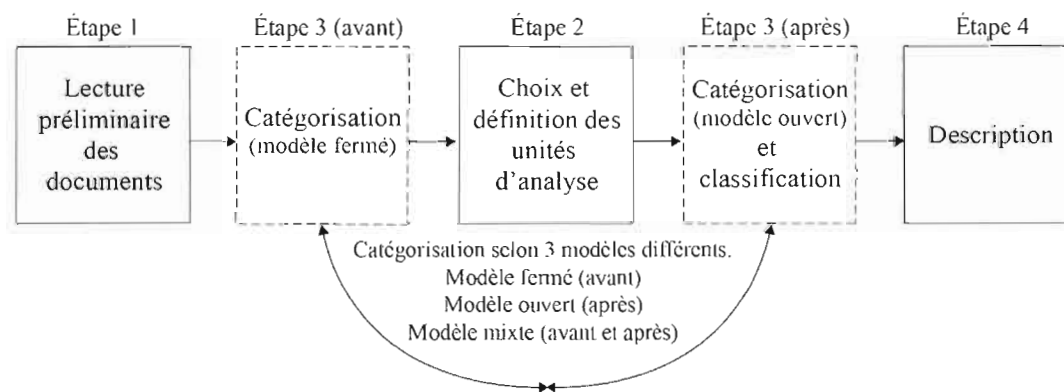 Étape 1
Étape 3 (avant)
Étape 2
Étape 3 (après)
Étape 4
Lecture
préliminaire
des
documents
Catégorisation
(modèle fermé)
Choix et
définition des
unités
d'analyse
Catégorisation
(modèle ouvert)
et
classification
Description
Catégorisation selon 3 modèles différents.
Modèle fermé (avant)
Modèle ouvert (après)
Modèle mixte (avant et après)